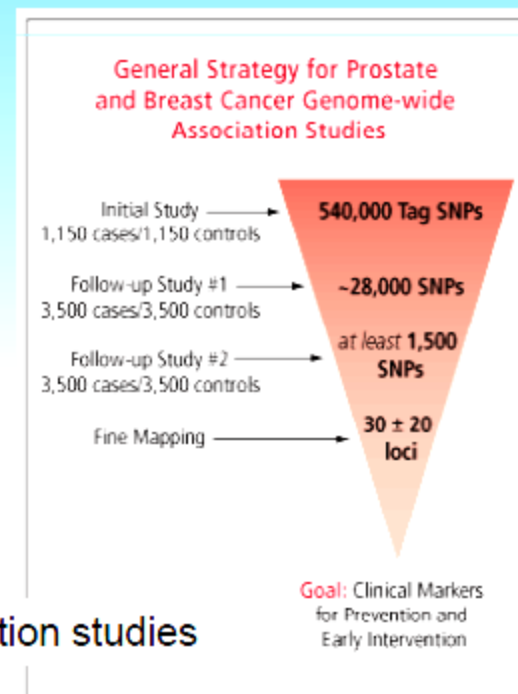 General Strategy for Prostate
and Breast Cancer Genome-wide
Association Studies
Initial Study
1,150 cases/1,150 controls
540,000 Tag SNPs
Follow-up Study #1
3,500 cases/3,500 controls
~28,000 SNPs
Follow-up Study #2
3,500 cases/3,500 controls
at least 1,500
SNPs
Fine Mapping
30 ± 20
loci
Goal: Clinical Markers
for Prevention and
Early Intervention
tion studies